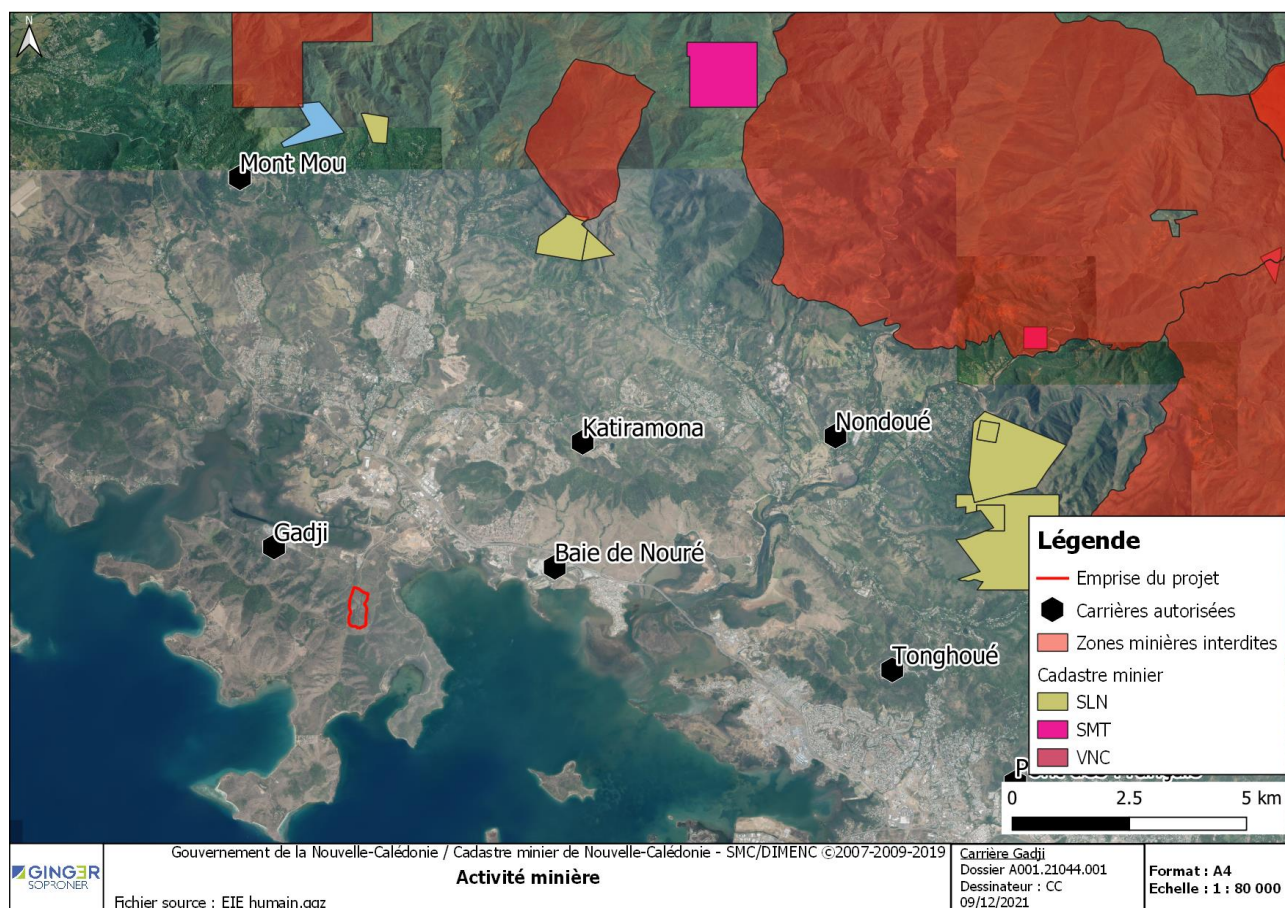 N
Mont Mou
Katiramona
Nondoué
Gadji
Baie de Nouré
Tonghoué
Légende
Emprise du projet
Carrières autorisées
Zones minières interdites
Cadastre minier
SLN
SMT
VNC
0 2.5 5 km
GINGER
SOPRONER
Gouvernement de la Nouvelle-Calédonie / Cadastre minier de Nouvelle-Calédonie - SMC/DIMENC ©2007-2009-2019
Activité minière
Fichier source : EIE humain.qgz
Carrière Gadji
Dossier A001.21044.001
Dessinateur : CC
09/12/2021
Format : A4
Echelle : 1 : 80 000